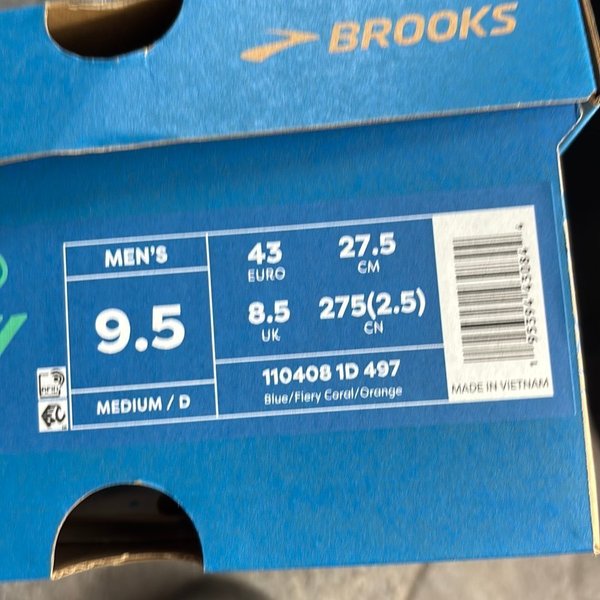 BROOKS
MEN'S
9.5
MEDIUM / D
43
EURO
27.5
CM
8.5
UK
275(2.5)
CN
110408 1D 497
Blue/Fiery Coral/Orange
MADE IN VIETNAM